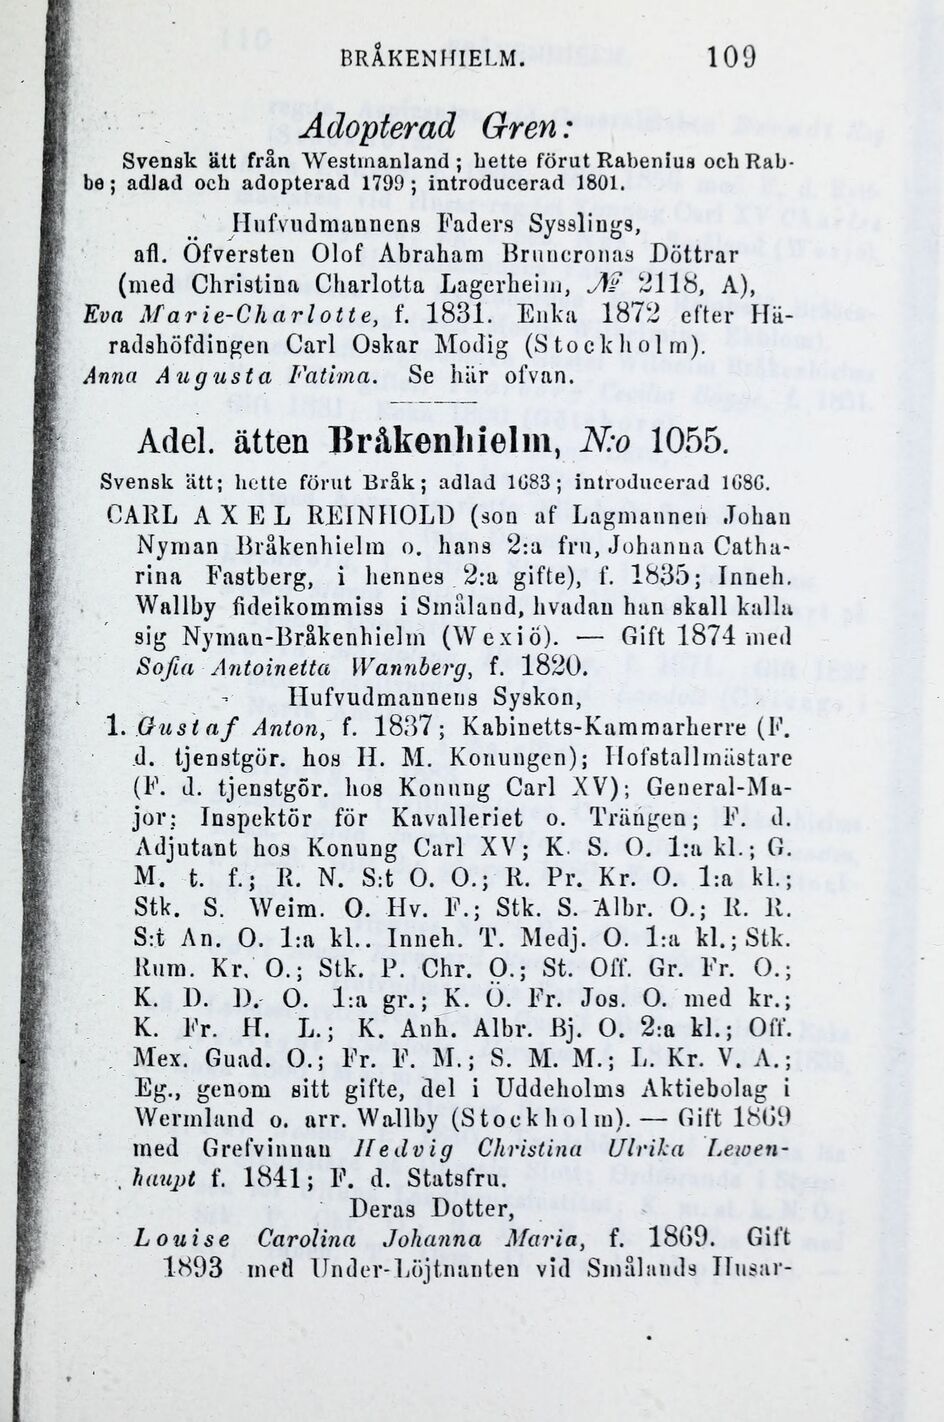 BRÅKENHIELM. 109
Adopterad Gren:
Svensk ätt från Westmanland; hette förut Rabenius och Rab-
be; adlad och adopterad 1799; introducerad 1801.
Hufvudmannens Faders Sysslings,
afl. Öfversten Olof Abraham Bruncronas Döttrar
(med Christina Charlotta Lagerheim, № 2118, A),
Eva Marie-Charlotte, f. 1831. Enka 1872 efter Hä-
radshöfdingen Carl Oskar Modig (Stockholm).
Anna Augusta Fatima. Se här ofvan.
Adel. ätten Bråkenhielm, N:o 1055.
Svensk ätt; hette förut Bråk; adlad 1683; introducerad 1686.
CARL AXEL REINHOLD (son af Lagmannen Johan
Nyman Bråkenhielm o. hans 2:a fru, Johanna Catha-
rina Fastberg, i hennes 2:a gifte), f. 1835; Inneh.
Wallby fideikommiss i Småland, hvadan han skall kalla
sig Nyman-Bråkenhielm (Wexiö). — Gift 1874 med
Sofia Antoinetta Wannberg, f. 1820.
Hufvudmannens Syskon,
1. Gustaf Anton, f. 1837; Kabinetts-Kammarherre (F.
d. tjenstgör. hos H. M. Konungen); Hofstallmästare
(F. d. tjenstgör. hos Konung Carl XV); General-Ma-
jor; Inspektör för Kavalleriet o. Trängen; F. d.
Adjutant hos Konung Carl XV; K. S. O. 1:a kl.; G.
M. t. f.; R. N. S:t O. O.; R. Pr. Kr. O. 1:a kl.;
Stk. S. Weim. O. Hv. F.; Stk. S. Albr. O.; R. R.
S:t An. O. 1:a kl.. Inneh. T. Medj. O. 1:a kl.; Stk.
Rum. Kr. O.; Stk. P. Chr. O.; St. Off. Gr. Fr. O.;
K. D. D. O. 1:a gr.; K. Ö. Fr. Jos. O. med kr.;
K. Fr. H. L.; K. Anh. Albr. Bj. O. 2:a kl.; Off.
Mex. Guad. O.; Fr. F. M.; S. M. M.; L. Kr. V. A.;
Eg., genom sitt gifte, del i Uddeholms Aktiebolag i
Wermland o. arr. Wallby (Stockholm). — Gift 1869
med Grefvinnan Hedvig Christina Ulrika Lewen-
haupt f. 1841; F. d. Statsfru.
Deras Dotter,
Louise Carolina Johanna Maria, f. 1869. Gift
1893 med Under-Löjtnanten vid Smålands Husar-